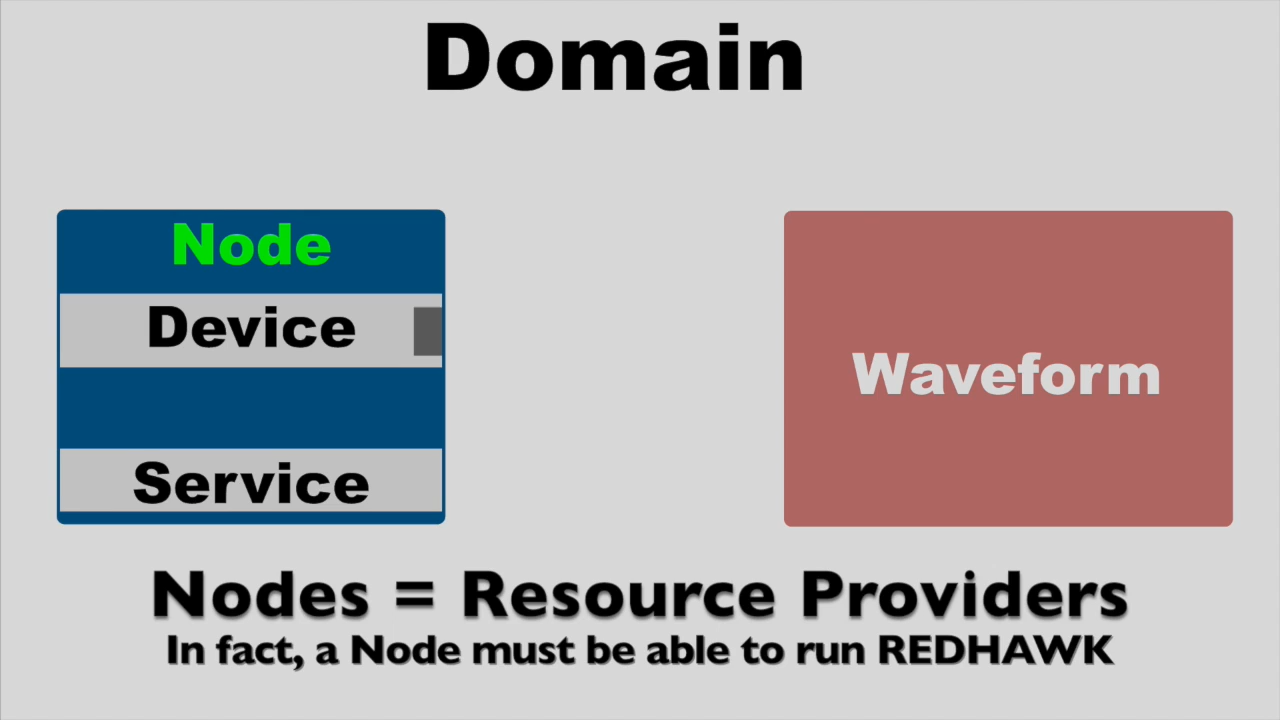 Domain
Node
Device
Service
Waveform
Nodes = Resource Providers
In fact, a Node must be able to run REDHAWK